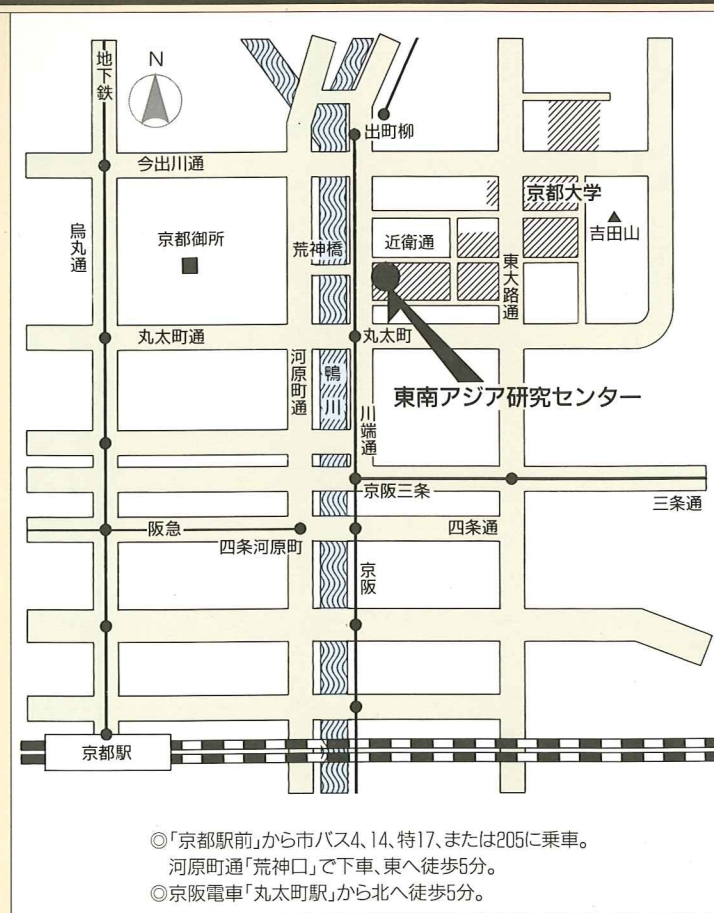 地下鉄
N
出町柳
今出川通
京都大学
烏丸通
京都御所
荒神橋
近衛通
吉田山
東大路通
丸太町通
丸太町
河原町通
鴨川
川端通
東南アジア研究センター
京阪三条
三条通
阪急
四条河原町
四条通
京阪
京都駅
◎「京都駅前」から市バス4、14、特17、または205に乗車。
河原町通「荒神口」で下車、東へ徒歩5分。
◎京阪電車「丸太町駅」から北へ徒歩5分。